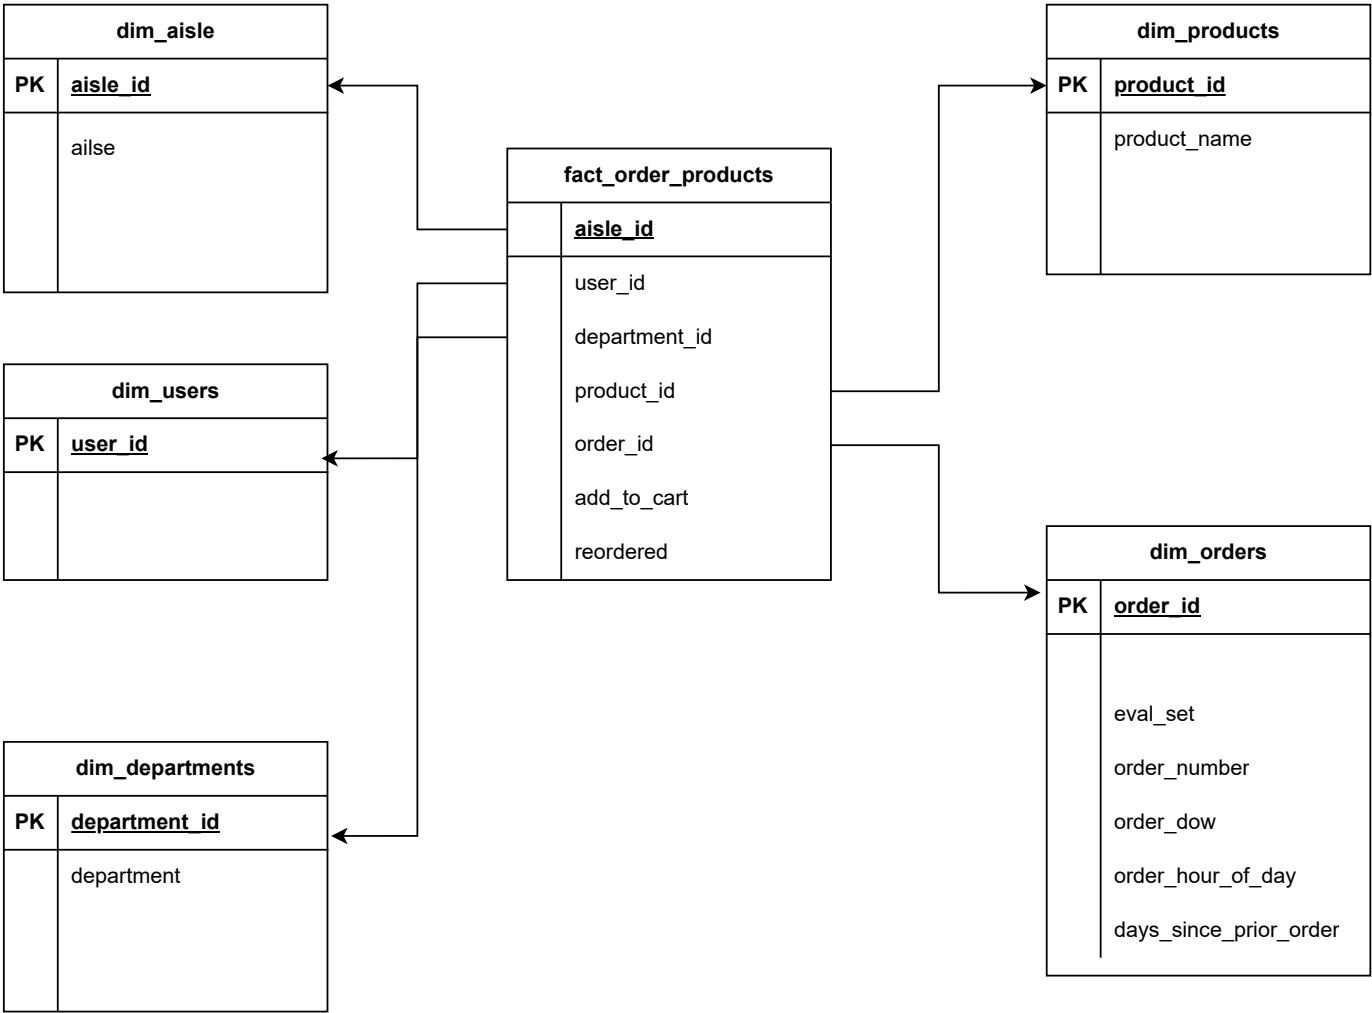 dim_aisle
PK aisle_id
ailse
dim_users
PK user_id
dim_departments
PK department_id
department
fact_order_products
aisle_id
user_id
department_id
product_id
order_id
add_to_cart
reordered
dim_products
PK product_id
product_name
dim_orders
PK order_id
eval_set
order_number
order_dow
order_hour_of_day
days_since_prior_order